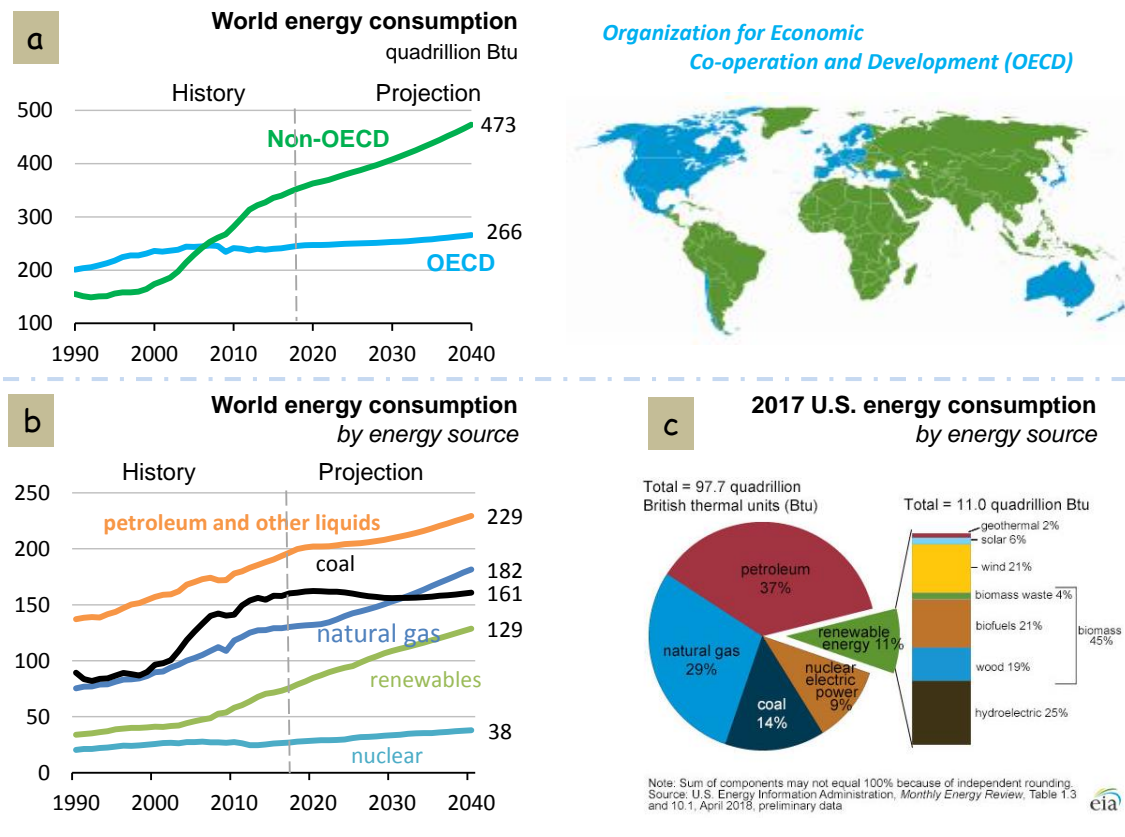 a
World energy consumption
quadrillion Btu
History
Projection
500
400
300
200
100
Non-OECD
OECD
473
266
1990
2000
2010
2020
2030
2040
Organization for Economic
Co-operation and Development (OECD)
b
World energy consumption
by energy source
History
Projection
250
200
150
100
50
0
petroleum and other liquids
coal
natural gas
renewables
nuclear
229
182
161
129
38
1990
2000
2010
2020
2030
2040
c
2017 U.S. energy consumption
by energy source
Total = 97.7 quadrillion
British thermal units (Btu)
petroleum
37%
natural gas
29%
coal
14%
nuclear
electric
power
9%
renewable
energy 11%
Total = 11.0 quadrillion Btu
geothermal 2%
solar 6%
wind 21%
biomass waste 4%
biofuels 21%
wood 19%
hydroelectric 25%
biomass
45%
Note: Sum of components may not equal 100% because of independent rounding.
Source: U.S. Energy Information Administration, Monthly Energy Review, Table 1.3
and 10.1, April 2018, preliminary data
eia